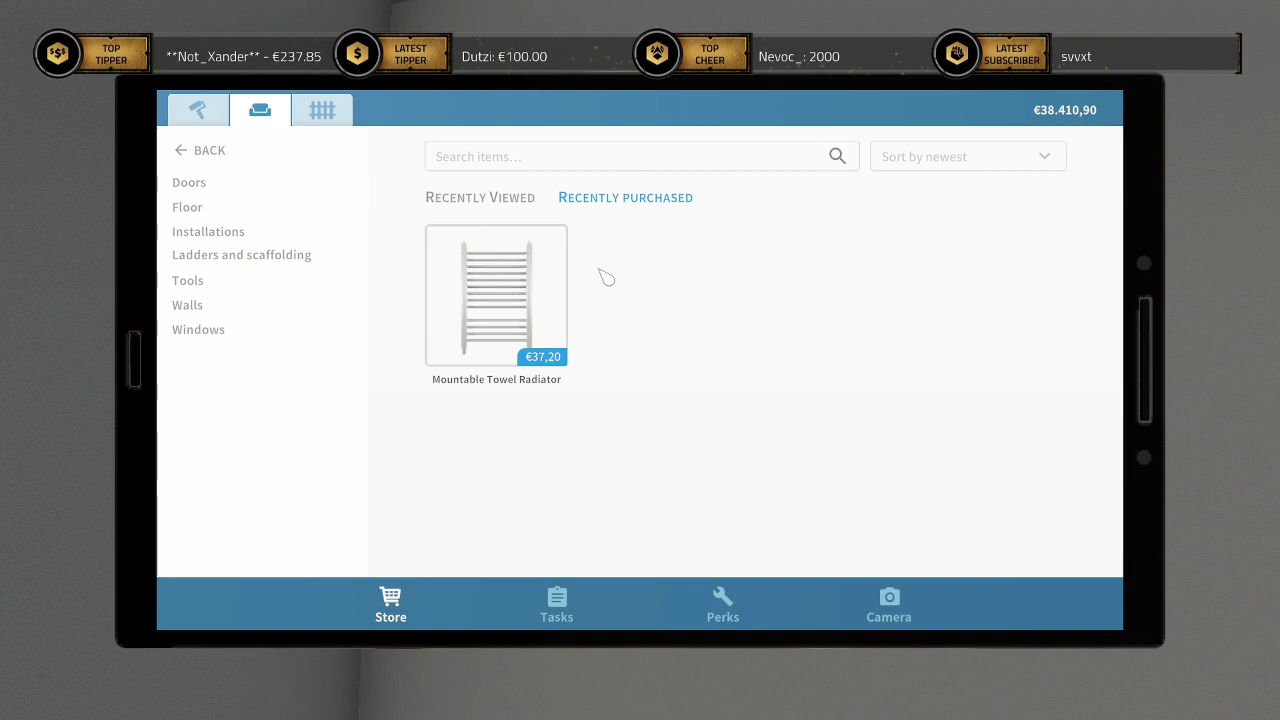 TOP TIPPER
**Not_Xander** - €237.85
LATEST TIPPER
Dutzi: €100.00
TOP CHEER
Nevoc_: 2000
LATEST SUBSCRIBER
svvxt
€38.410,90
BACK
Doors
Floor
Installations
Ladders and scaffolding
Tools
Walls
Windows
Search items...
Sort by newest
RECENTLY VIEWED
RECENTLY PURCHASED
€37,20
Mountable Towel Radiator
Store
Tasks
Perks
Camera